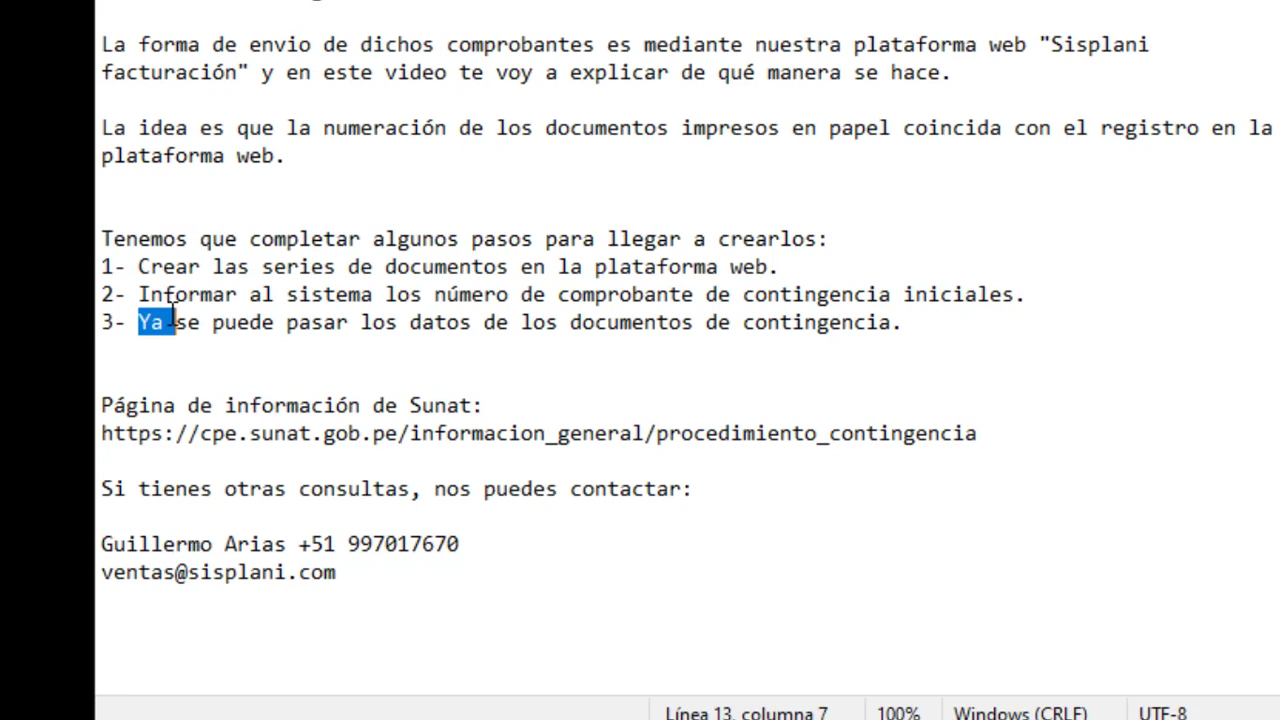 La forma de envio de dichos comprobantes es mediante nuestra plataforma web "Sisplani
facturación" y en este video te voy a explicar de qué manera se hace.
La idea es que la numeración de los documentos impresos en papel coincida con el registro en la
plataforma web.
Tenemos que completar algunos pasos para llegar a crearlos:
1- Crear las series de documentos en la plataforma web.
2- Informar al sistema los número de comprobante de contingencia iniciales.
3- Ya se puede pasar los datos de los documentos de contingencia.
Página de información de Sunat:
https://cpe.sunat.gob.pe/informacion_general/procedimiento_contingencia
Si tienes otras consultas, nos puedes contactar:
Guillermo Arias +51 997017670
ventas@sisplani.com
Línea 13, columna 7 100% Windows (CRLF) UTF-8